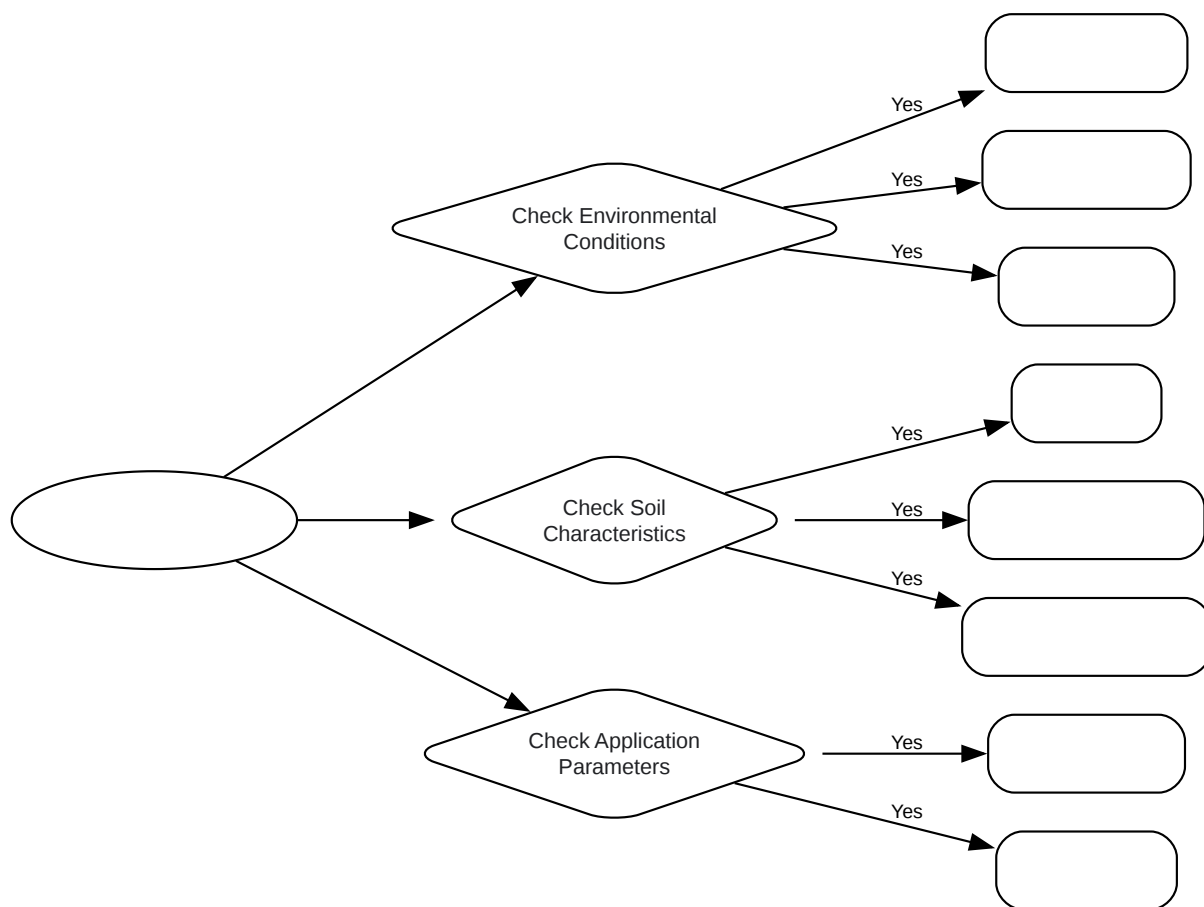 Yes
Yes
Check Environmental
Conditions
Yes
Yes
Check Soil
Characteristics
Yes
Yes
Check Application
Parameters
Yes
Yes